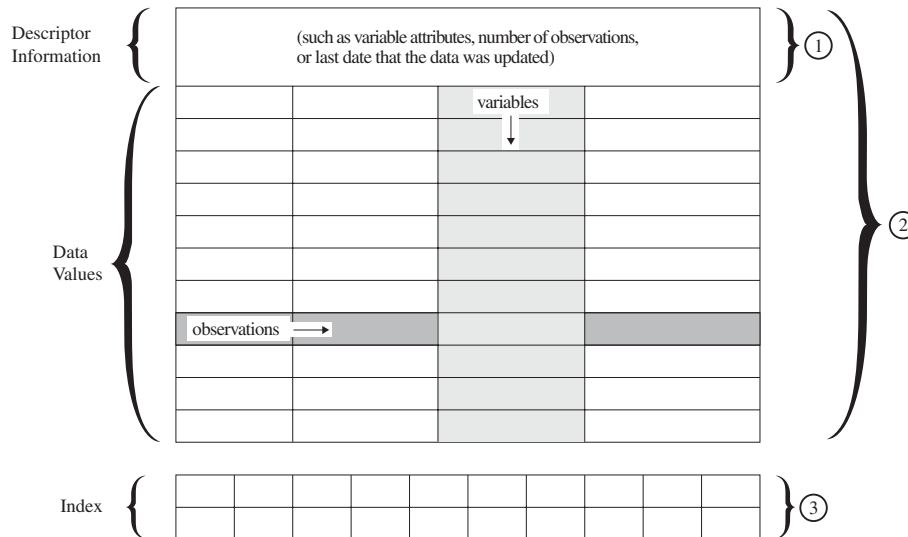 Descriptor
Information
(such as variable attributes, number of observations,
or last date that the data was updated)
1
variables
2
Data
Values
observations
Index
3